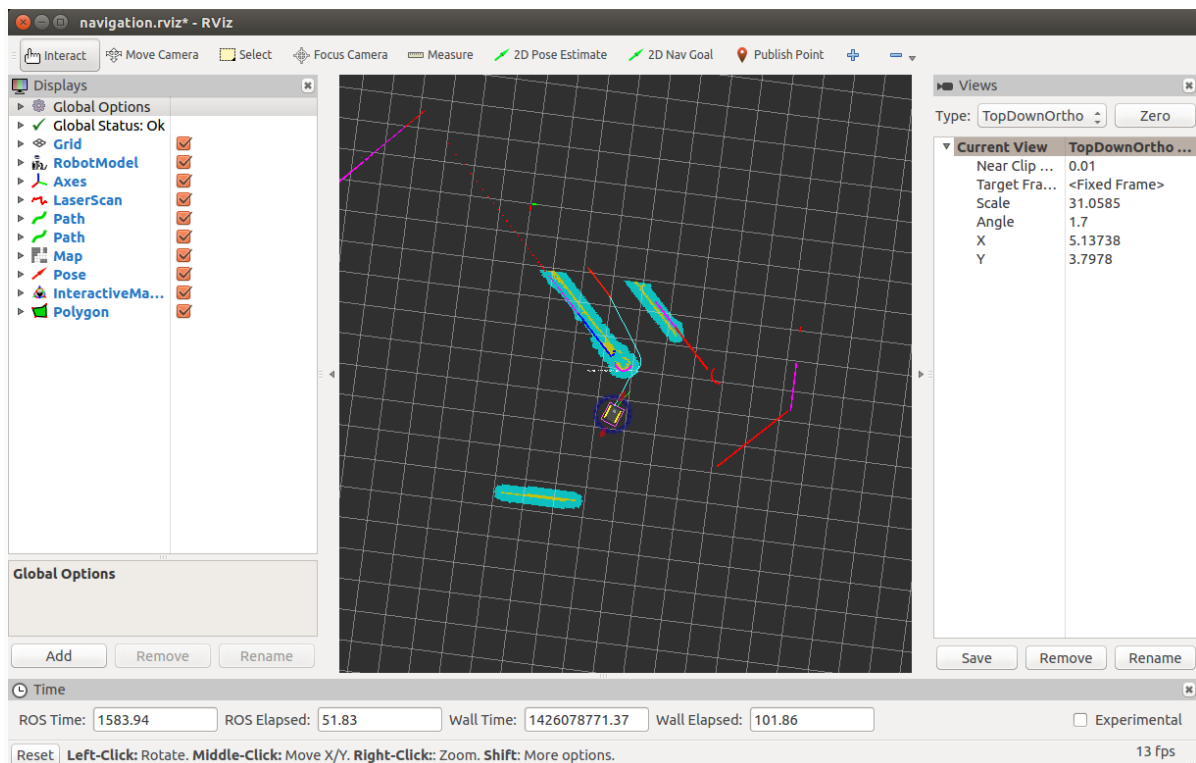 navigation.rviz* - RViz
Interact Move Camera Select Focus Camera Measure 2D Pose Estimate 2D Nav Goal Publish Point
Displays
Global Options
Global Status: Ok
Grid
RobotModel
Axes
LaserScan
Path
Path
Map
Pose
InteractiveMa...
Polygon
Global Options
Add Remove Rename
Views
Type: TopDownOrtho Zero
Current View TopDownOrtho ...
Near Clip ... 0.01
Target Fra... <Fixed Frame>
Scale 31.0585
Angle 1.7
X 5.13738
Y 3.7978
Save Remove Rename
Time
ROS Time: 1583.94 ROS Elapsed: 51.83 Wall Time: 1426078771.37 Wall Elapsed: 101.86 Experimental
Reset Left-Click: Rotate. Middle-Click: Move X/Y. Right-Click:: Zoom. Shift: More options. 13 fps